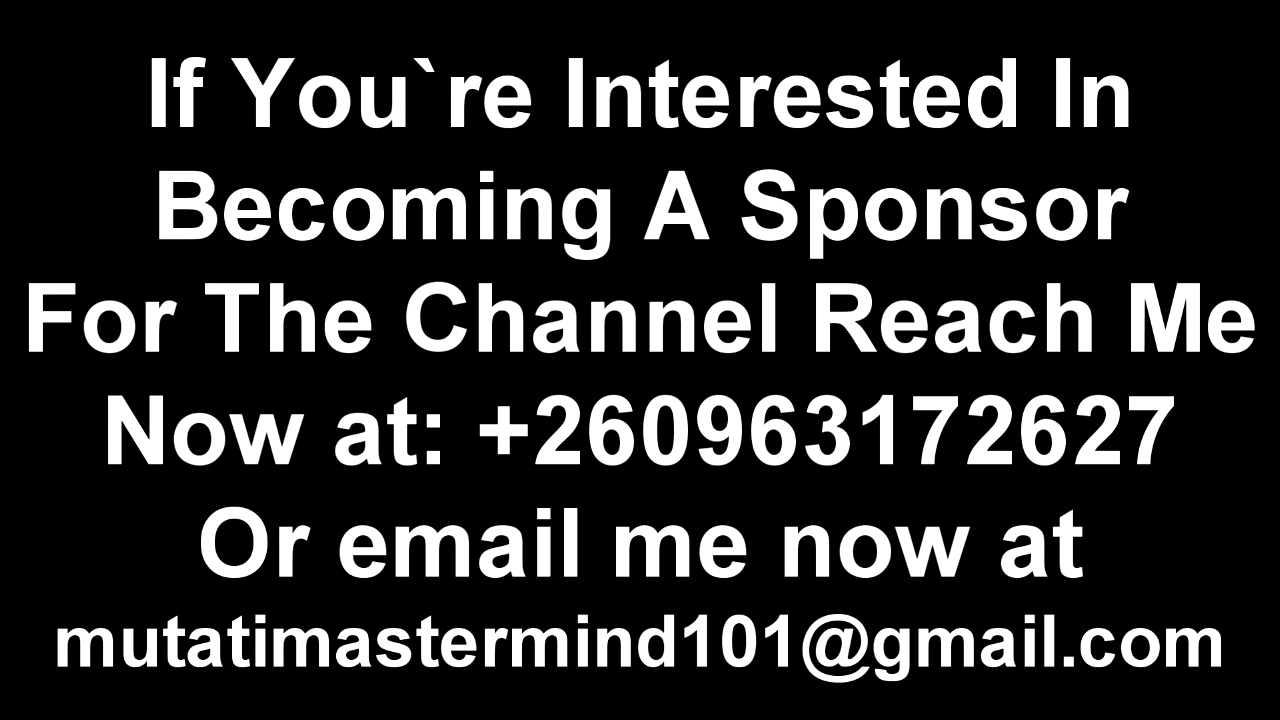 If You`re Interested In
Becoming A Sponsor
For The Channel Reach Me
Now at: +260963172627
Or email me now at
mutatimastermind101@gmail.com